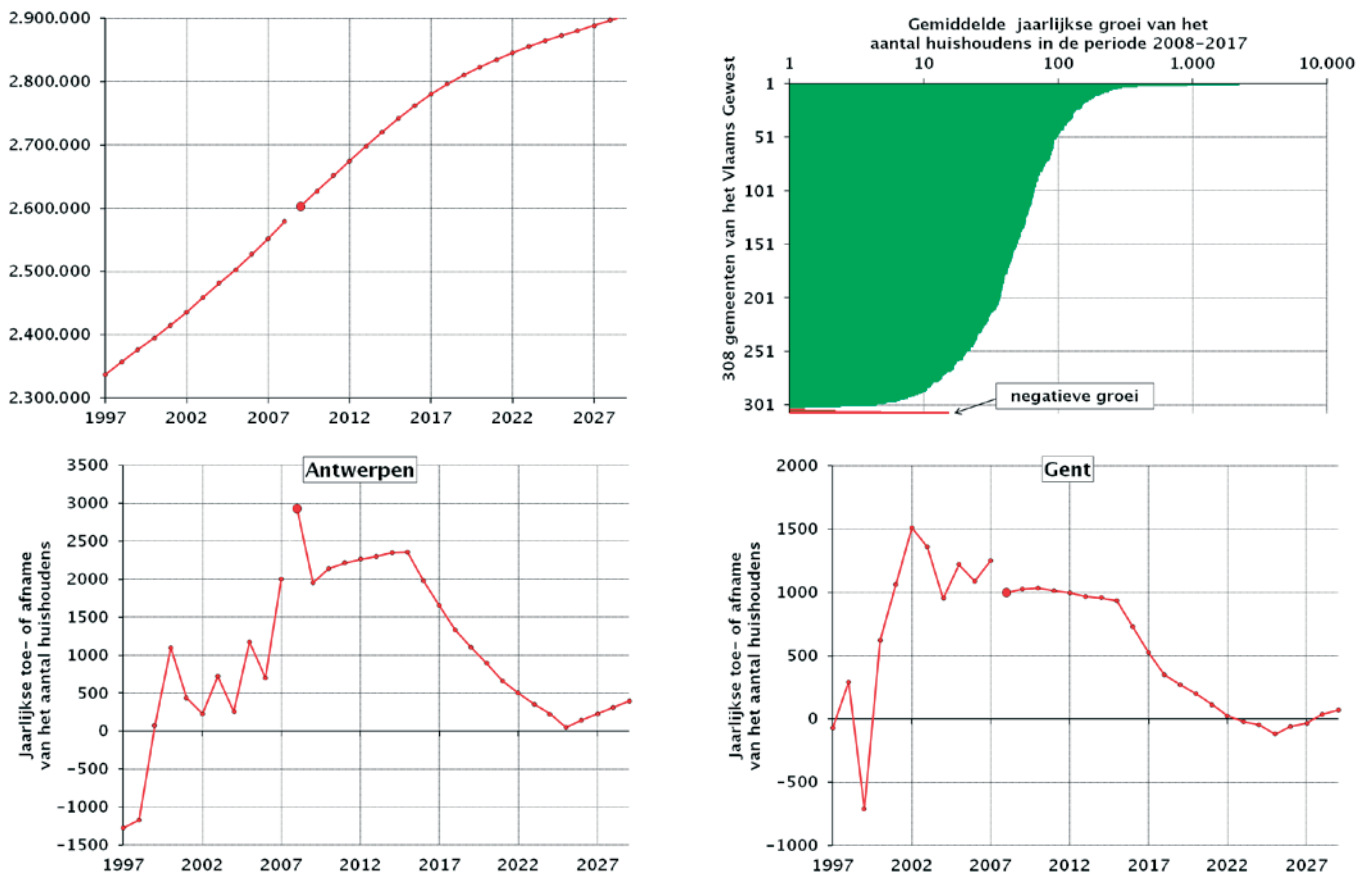 2.900.000
2.800.000
2.700.000
2.600.000
2.500.000
2.400.000
2.300.000
1997 2002 2007 2012 2017 2022 2027
Gemiddelde jaarlijkse groei van het
aantal huishoudens in de periode 2008-2017
1 10 100 1.000 10.000
308 gemeenten van het Vlaams Gewest
1
51
101
151
201
251
301
negatieve groei
Antwerpen
Jaarlijkse toe- of afname
van het aantal huishoudens
3500
3000
2500
2000
1500
1000
500
0
-500
-1000
-1500
1997 2002 2007 2012 2017 2022 2027
Gent
Jaarlijkse toe- of afname
van het aantal huishoudens
2000
1500
1000
500
0
-500
-1000
1997 2002 2007 2012 2017 2022 2027